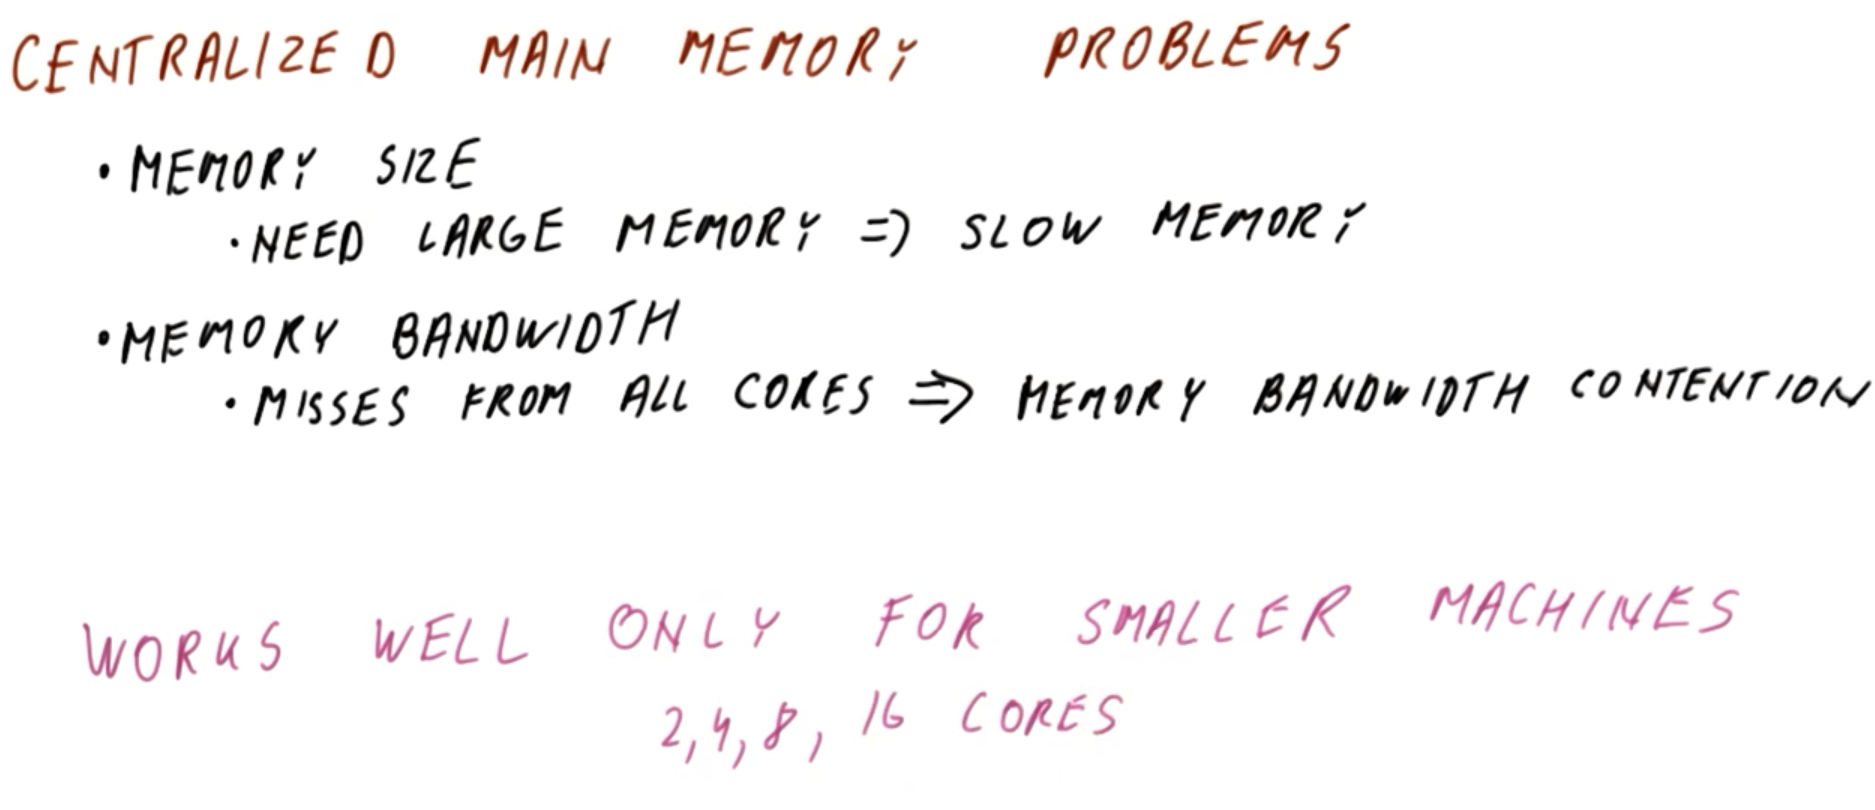 CENTRALIZED MAIN MEMORY PROBLEMS
• MEMORY SIZE
• NEED LARGE MEMORY => SLOW MEMORY
• MEMORY BANDWIDTH
• MISSES FROM ALL CORES => MEMORY BANDWIDTH CONTENTION
WORKS WELL ONLY FOR SMALLER MACHINES
2, 4, 8, 16 CORES